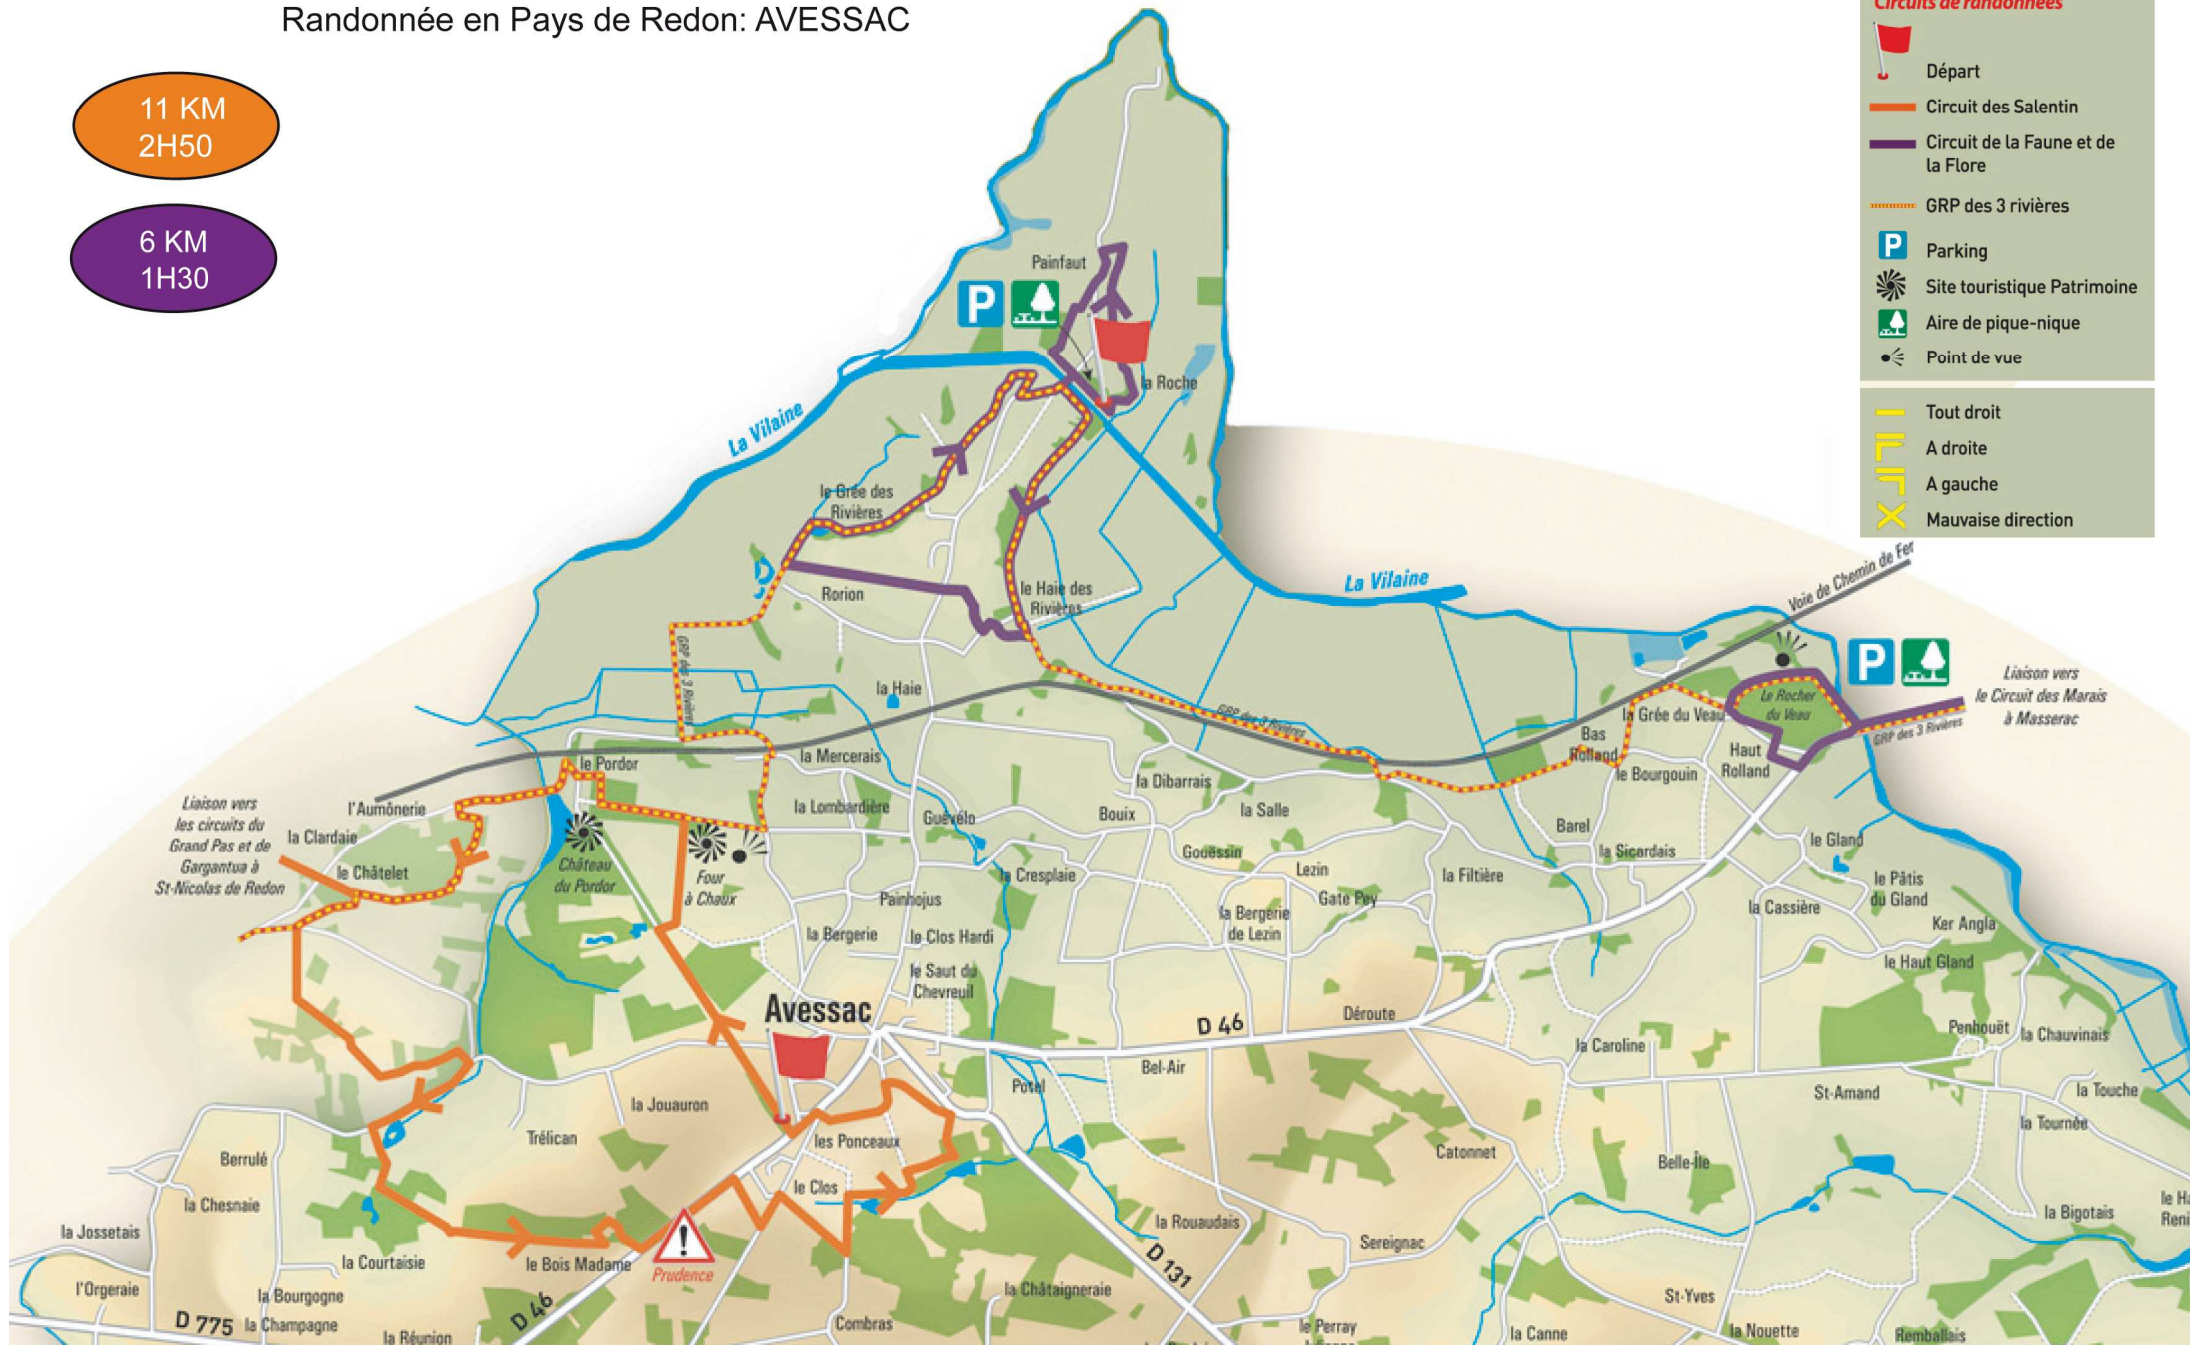 Randonnée en Pays de Redon: AVESSAC
11 KM
2H50
6 KM
1H30
Circuits de randonnées
Départ
Circuit des Salentin
Circuit de la Faune et de
la Flore
GRP des 3 rivières
P
Parking
Site touristique Patrimoine
Aire de pique-nique
Point de vue
Tout droit
A droite
A gauche
Mauvaise direction
Painfaut
P
la Roche
La Vilaine
le Grée des
Rivières
Rorion
le Haie des
Rivières
La Vilaine
Voie de Chemin de Fer
P
Liaison vers
le Circuit des Marais
à Masserac
Le Rocher
du Veau
GRP des 3 Rivières
GRP des 3 Rivières
GRP des 3 Rivières
la Haie
la Grée du Veau
Bas
Rolland
le Bourgouin
Haut
Rolland
le Pordor
la Mercerais
la Dibarrais
la Lombardière
Guévélo
Bouix
la Salle
l'Aumônerie
Liaison vers
les circuits du
Grand Pas et de
Gargantua à
St-Nicolas de Redon
la Clardaie
le Châtelet
Château
du Pordor
Four
à Chaux
Gouëssin
Lezin
Gate Pey
la Cresplaie
la Filtière
Barel
la Sicardais
le Gland
le Pâtis
du Gland
la Cassière
Ker Angla
le Haut Gland
Painhojus
la Bergerie
le Clos Hardi
le Saut du
Chevreuil
la Bergerie
de Lezin
Avessac
D 46
Déroute
la Caroline
Penhouët
la Chauvinais
Bel-Air
Potel
St-Amand
la Touche
la Tournée
la Jouauron
Trélican
les Ponceaux
le Clos
Catonnet
Belle-Île
Berrulé
la Chesnaie
la Jossetais
la Courtaisie
le Bois Madame
Prudence
la Rouaudais
Sereignac
la Bigotais
l'Orgeraie
la Bourgogne
D 775
la Champagne
la Réunion
D 46
Combras
la Châtaigneraie
D 131
le Perray
St-Yves
la Canne
la Nouette
Remballais